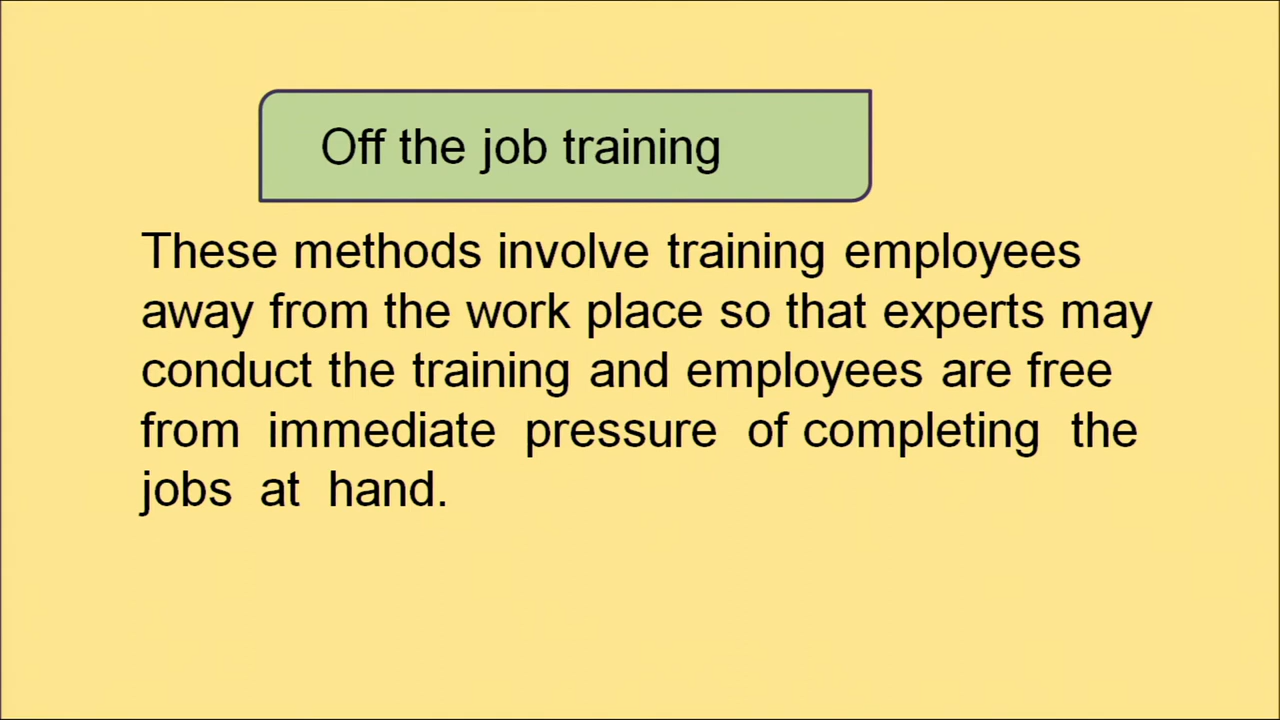 Off the job training
These methods involve training employees
away from the work place so that experts may
conduct the training and employees are free
from immediate pressure of completing the
jobs at hand.